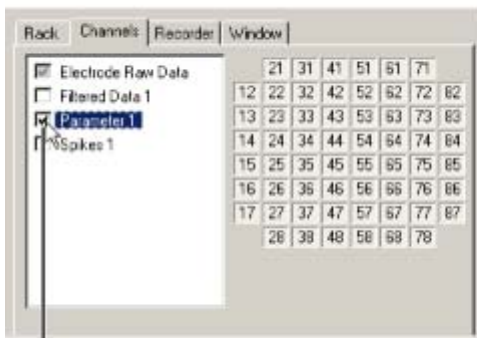 Rack Channels Recorder Window
Electrode Raw Data
Filtered Data 1
Parameter 1
Spikes 1
21 31 41 51 61 71
12 22 32 42 52 62 72 82
13 23 33 43 53 63 73 83
14 24 34 44 54 64 74 84
15 25 35 45 55 65 75 85
16 26 36 46 56 66 76 86
17 27 37 47 57 67 77 87
28 38 48 58 68 78